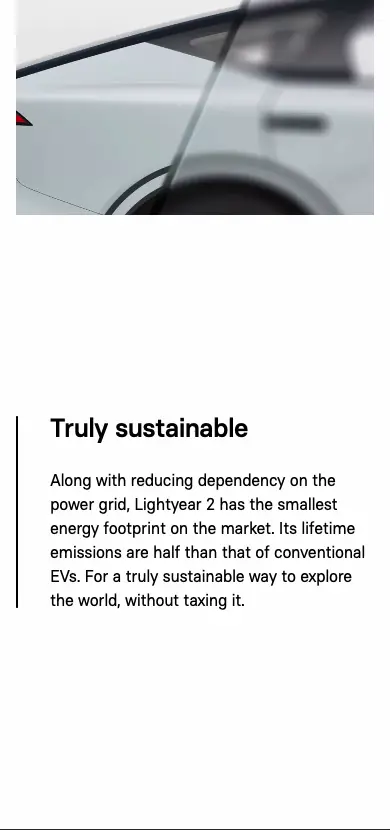 Truly sustainable
Along with reducing dependency on the
power grid, Lightyear 2 has the smallest
energy footprint on the market. Its lifetime
emissions are half than that of conventional
EVs. For a truly sustainable way to explore
the world, without taxing it.